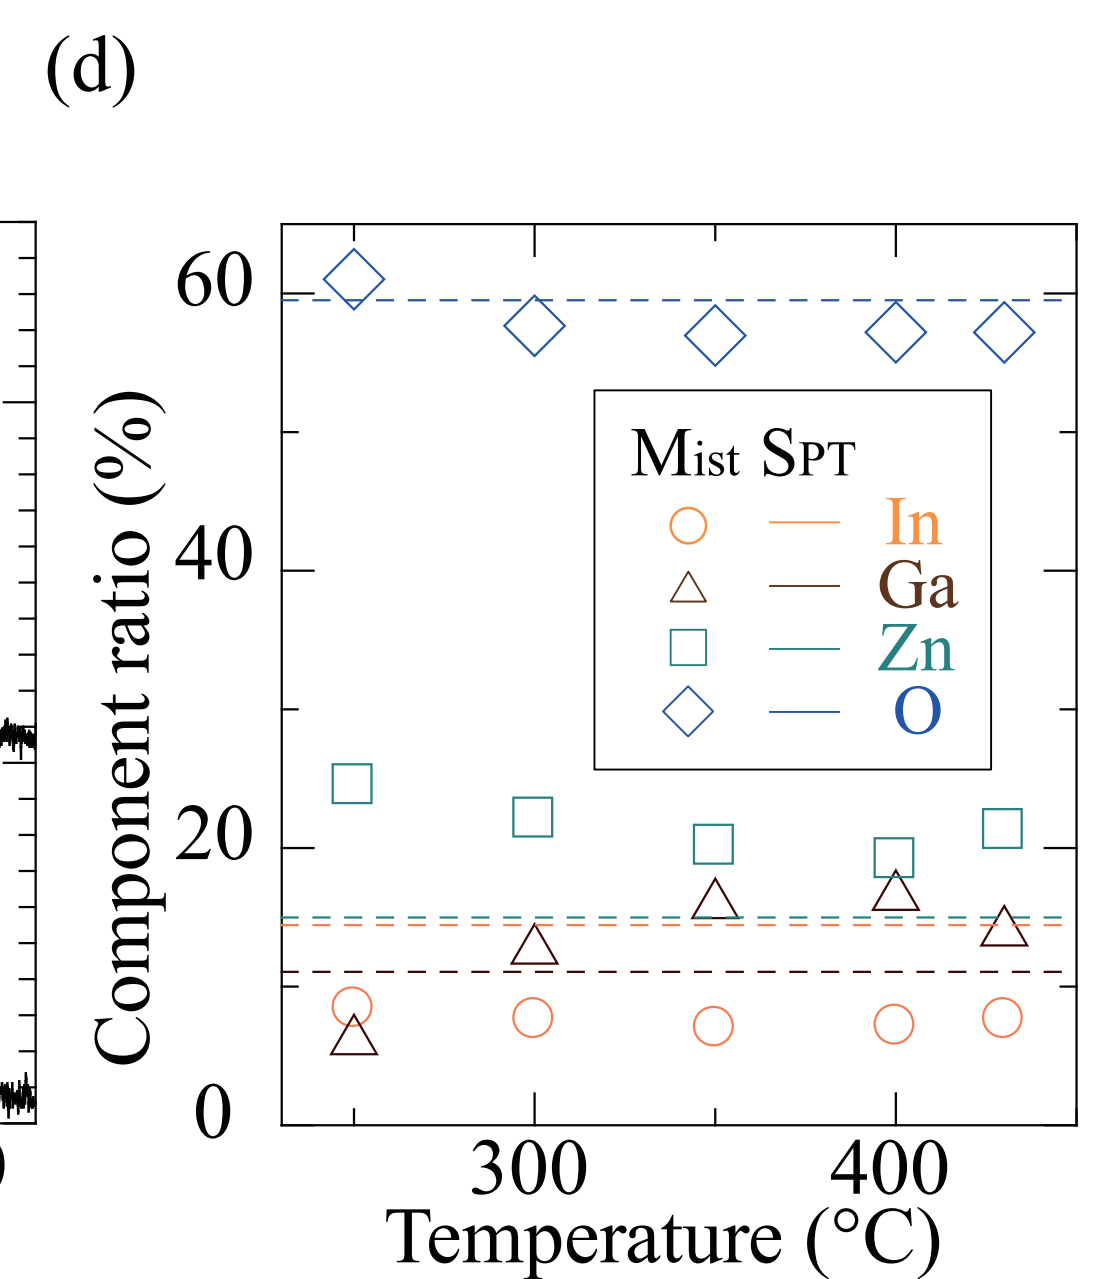 (d)
Component ratio (%)
60
40
20
0
Mist SPT
In
Ga
Zn
O
300 400
Temperature (°C)